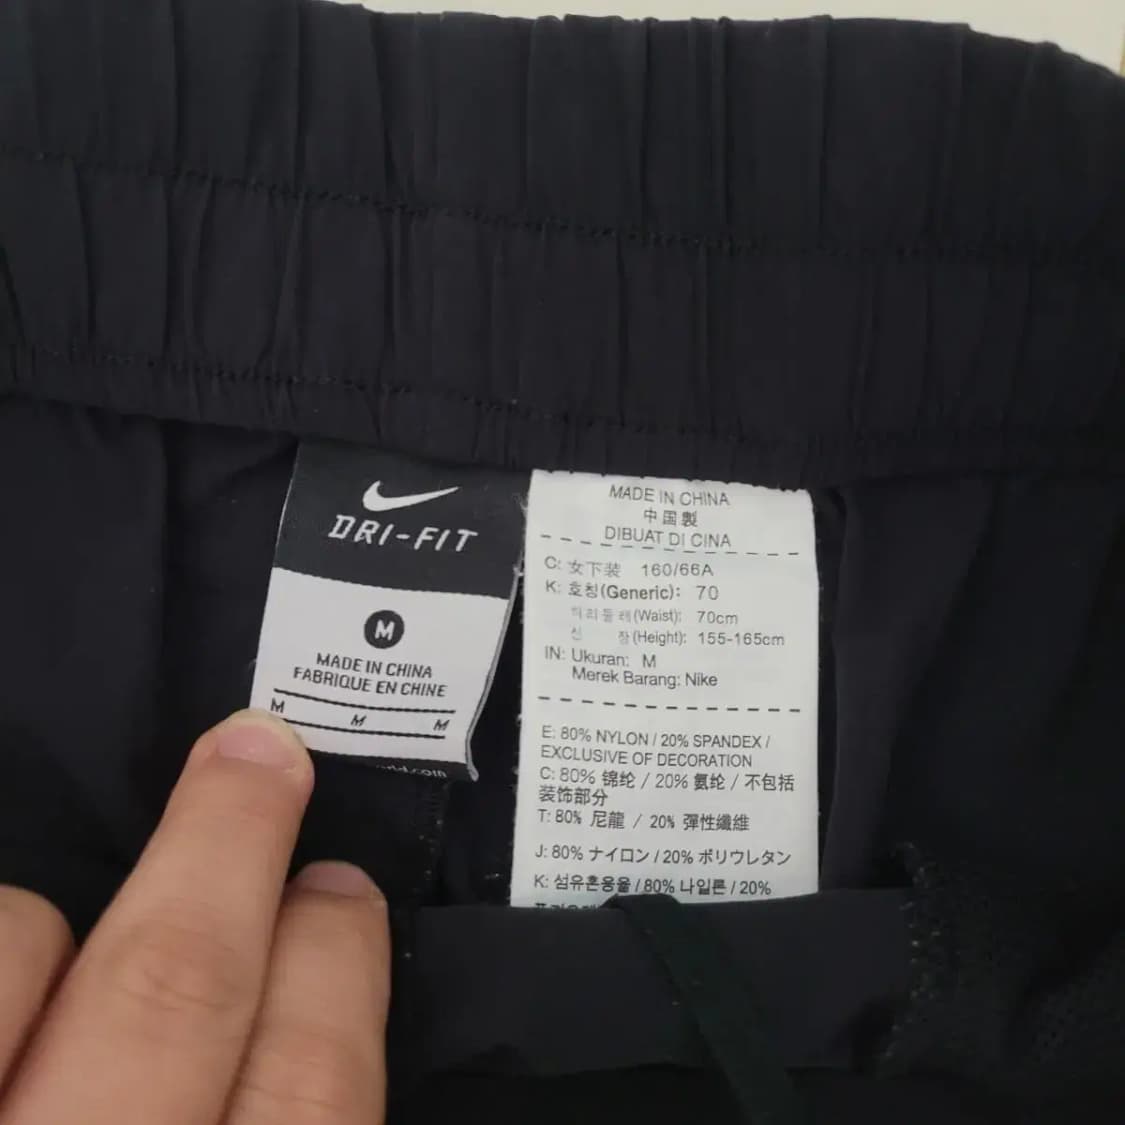 DRI-FIT
M
MADE IN CHINA
FABRIQUE EN CHINE
M M M
MADE IN CHINA
中国製
DIBUAT DI CINA
C: 女下装 160/66A
K: 호칭(Generic): 70
허리둘레(Waist): 70cm
신 장(Height): 155-165cm
IN: Ukuran: M
Merek Barang: Nike
E: 80% NYLON / 20% SPANDEX /
EXCLUSIVE OF DECORATION
C: 80% 锦纶 / 20% 氨纶 / 不包括
装饰部分
T: 80% 尼龍 / 20% 彈性纖維
J: 80% ナイロン / 20% ポリウレタン
K: 섬유혼용율 / 80% 나일론 / 20%